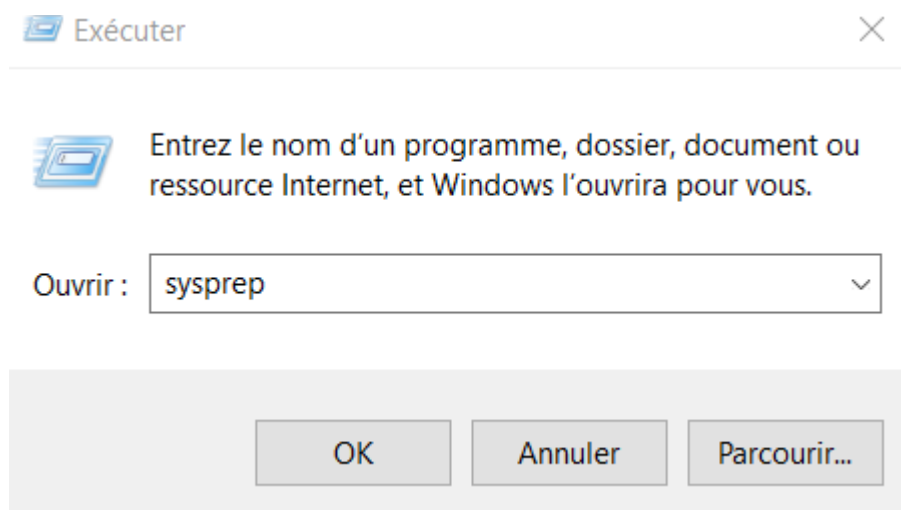 Exécuter
Entrez le nom d’un programme, dossier, document ou
ressource Internet, et Windows l’ouvrira pour vous.
Ouvrir : sysprep
OK Annuler Parcourir...